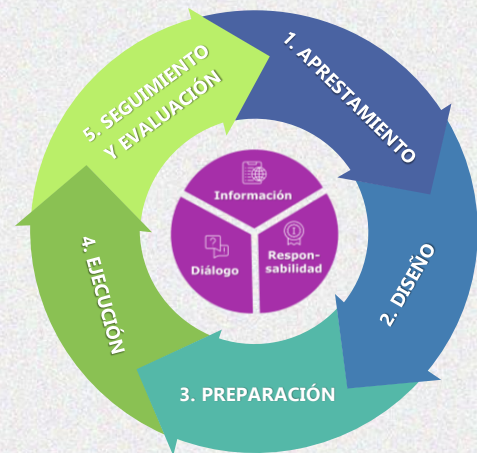 1. APRESTAMIENTO
2. DISEÑO
3. PREPARACIÓN
4. EJECUCIÓN
5. SEGUIMIENTO
Y EVALUACIÓN
Información
Diálogo
Respon-
sabilidad